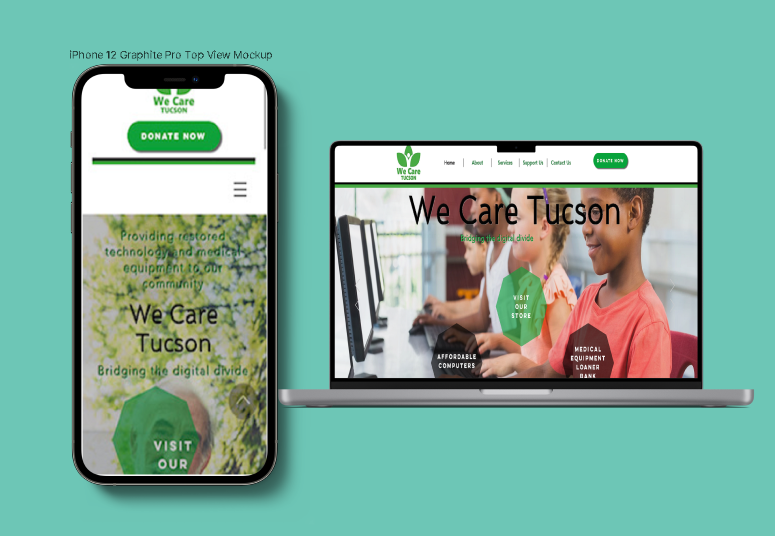 iPhone 12 Graphite Pro Top View Mockup
We Care
TUCSON
DONATE NOW
Providing restored
technology and medical
equipment to our
community
We Care
Tucson
Bridging the digital divide
VISIT
OUR
We Care
TUCSON
Home
About
Services
Support Us
Contact Us
DONATE NOW
We Care Tucson
Bridging the digital divide
VISIT
OUR
STORE
AFFORDABLE
COMPUTERS
MEDICAL
EQUIPMENT
LOANER
BANK